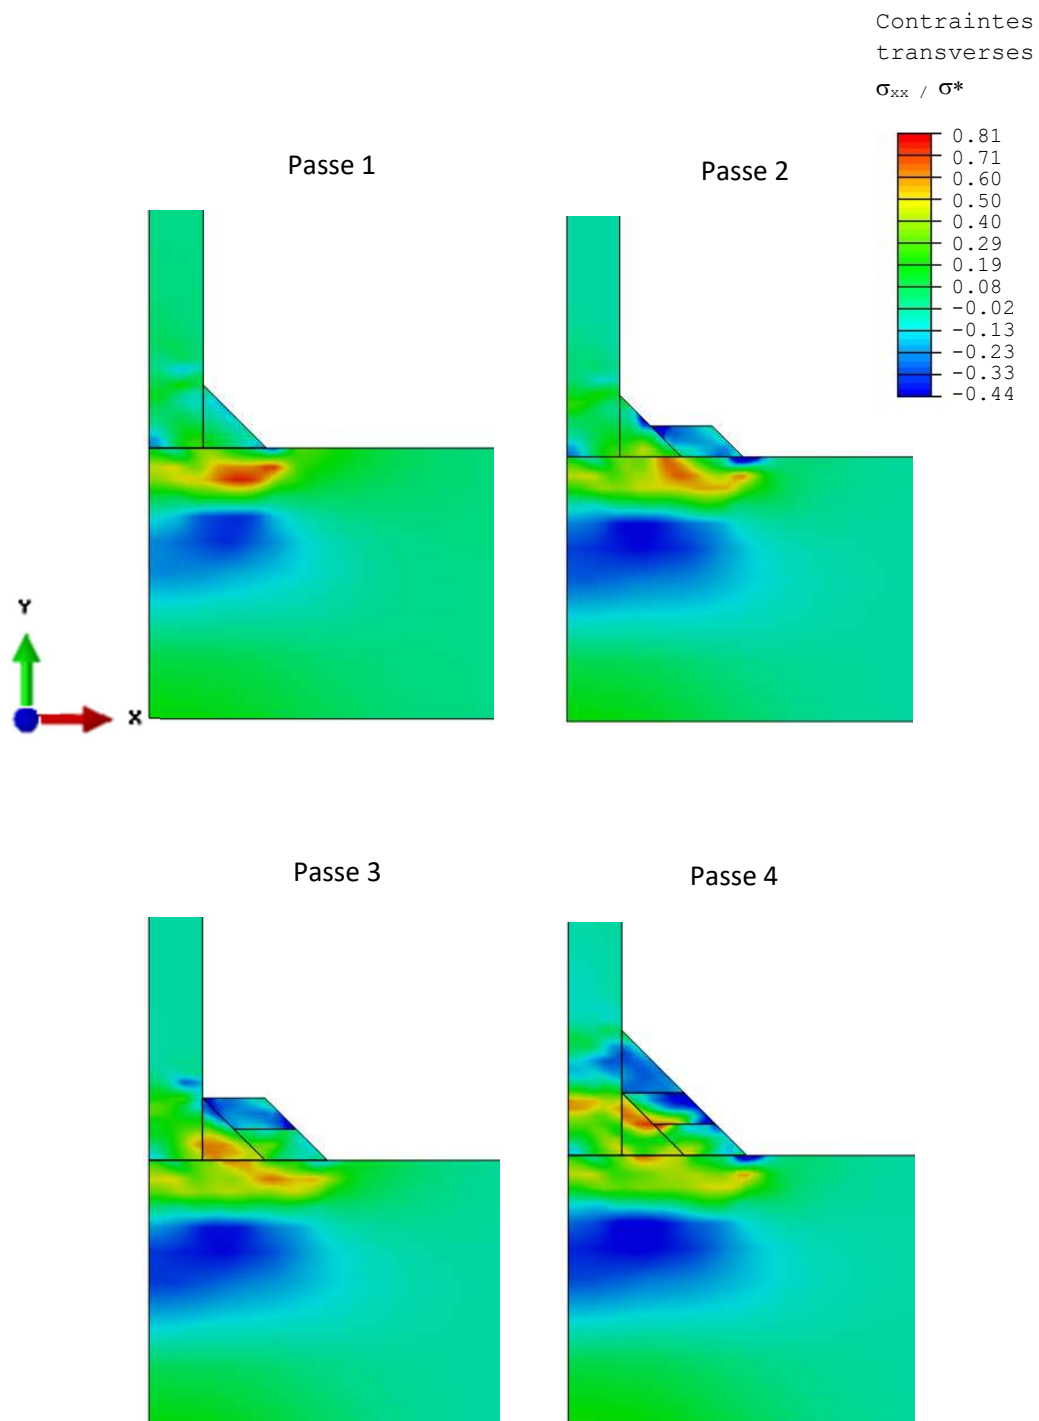 Contraintes
transverses
σxx / σ*
0.81
0.71
0.60
0.50
0.40
0.29
0.19
0.08
-0.02
-0.13
-0.23
-0.33
-0.44
Passe 1
Passe 2
Y
X
Passe 3
Passe 4